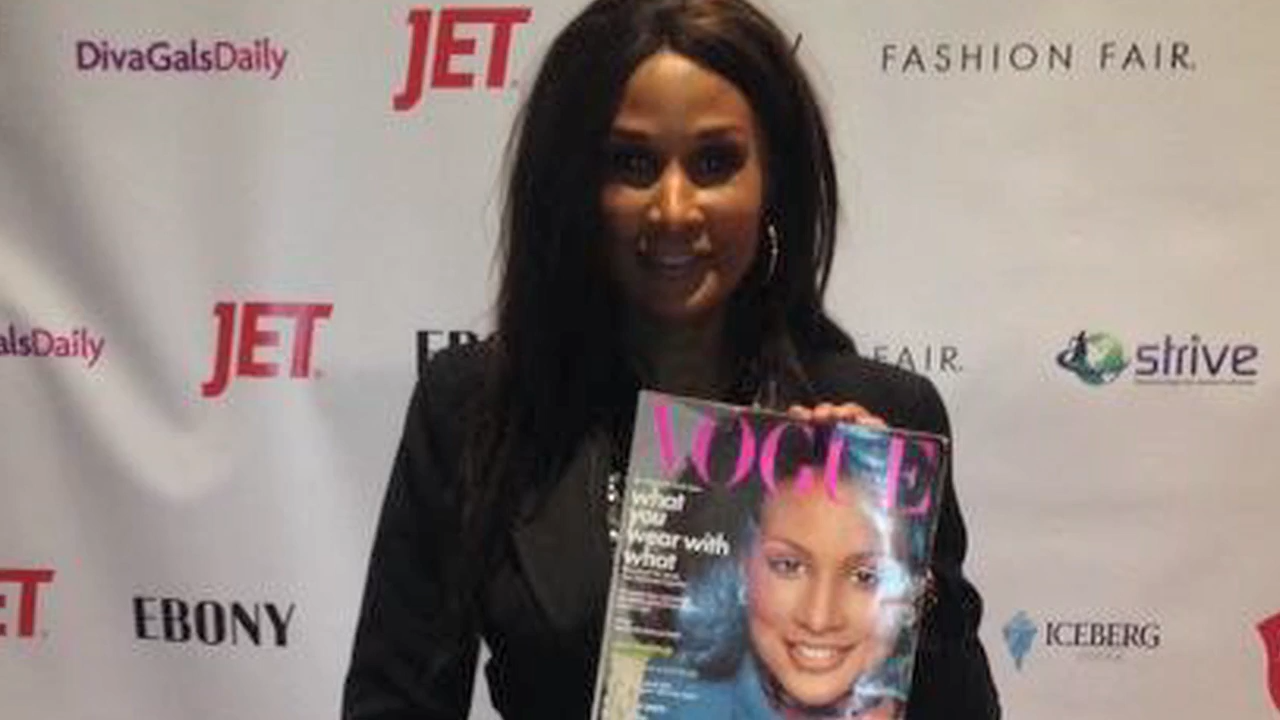 DivaGalsDaily
JET
FASHION FAIR.
alsDaily
JET
EB
FAIR.
strive
VOGUE
what
you
wear with
what
ET
EBONY
ICEBERG